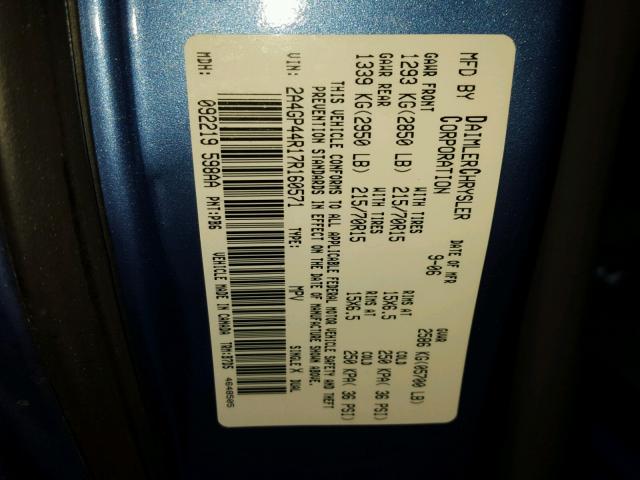 MFD BY DAIMLERCHRYSLER CORPORATION
DATE OF MFR 9-06
GVWR 2586 KG(05700 LB)
GAWR FRONT 1293 KG(2850 LB)
WITH TIRES 215/70R15
RIMS AT 15X6.5
COLD 250 KPA( 36 PSI)
GAWR REAR 1339 KG(2950 LB)
WITH TIRES 215/70R15
RIMS AT 15X6.5
COLD 250 KPA( 36 PSI)
THIS VEHICLE CONFORMS TO ALL APPLICABLE FEDERAL MOTOR VEHICLE SAFETY AND THEFT
PREVENTION STANDARDS IN EFFECT ON THE DATE OF MANUFACTURE SHOWN ABOVE.
VIN: 2A4GP44R17R160571 TYPE: MPV SINGLE X DUAL
MDH: 092219 598AA PNT:PB6 VEHICLE MADE IN CANADA TRM:B7D5 4648505